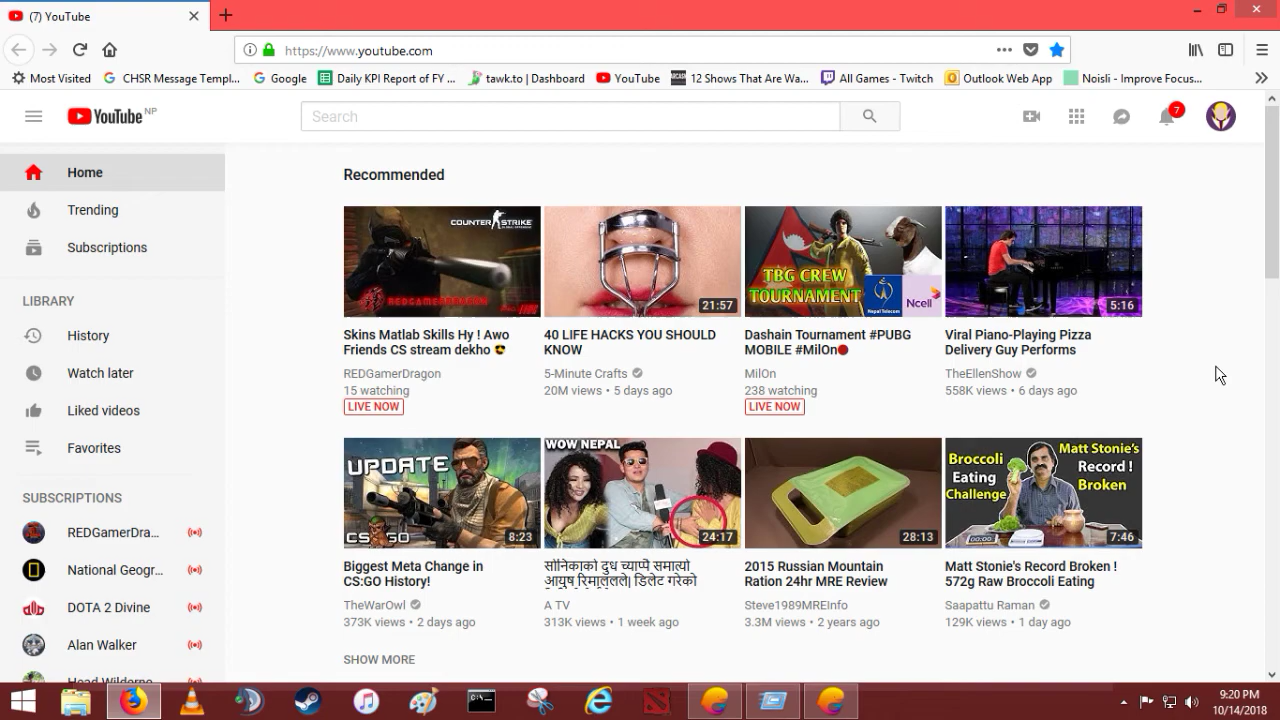 (7) YouTube
https://www.youtube.com
Most Visited
CHSR Message Templ...
Google
Daily KPI Report of FY ...
tawk.to | Dashboard
YouTube
12 Shows That Are Wa...
All Games - Twitch
Outlook Web App
Noisli - Improve Focus...
YouTube NP
Search
7
Home
Trending
Subscriptions
LIBRARY
History
Watch later
Liked videos
Favorites
SUBSCRIPTIONS
REDGamerDra...
National Geogr...
DOTA 2 Divine
Alan Walker
Recommended
COUNTER STRIKE
REDGAMERDRAGON
21:57
TBG CREW
TOURNAMENT
Nepal Telecom
Ncell
5:16
Skins Matlab Skills Hy ! Awo
Friends CS stream dekho
REDGamerDragon
15 watching
LIVE NOW
40 LIFE HACKS YOU SHOULD
KNOW
5-Minute Crafts
20M views • 5 days ago
Dashain Tournament #PUBG
MOBILE #MilOn
MilOn
238 watching
LIVE NOW
Viral Piano-Playing Pizza
Delivery Guy Performs
TheEllenShow
558K views • 6 days ago
UPDATE
CS:GO
8:23
WOW NEPAL
24:17
28:13
Broccoli
Eating
Challenge
Matt Stonie's
Record !
Broken
00:00
7:46
Biggest Meta Change in
CS:GO History!
TheWarOwl
373K views • 2 days ago
सोनिकाको दुध च्याप्पै समात्यो
आयुष रिमालले| डिलेट गरेको
A TV
313K views • 1 week ago
2015 Russian Mountain
Ration 24hr MRE Review
Steve1989MREInfo
3.3M views • 2 years ago
Matt Stonie's Record Broken !
572g Raw Broccoli Eating
Saapattu Raman
129K views • 1 day ago
SHOW MORE
9:20 PM
10/14/2018